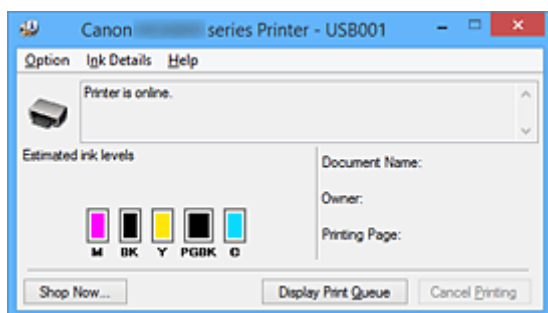 Canon series Printer - USB001
Option Ink Details Help
Printer is online.
Estimated ink levels
Document Name:
Owner:
Printing Page:
M BK Y PGBK C
Shop Now... Display Print Queue Cancel Printing